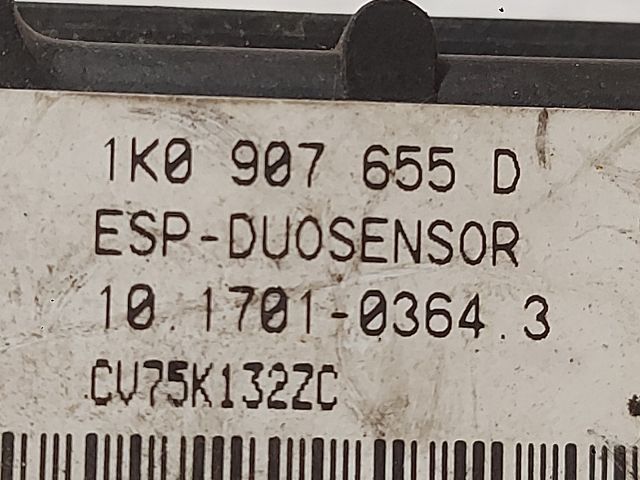 1K0 907 655 D
ESP-DUOSENSOR
10.1701-0364.3
CV75K132ZC